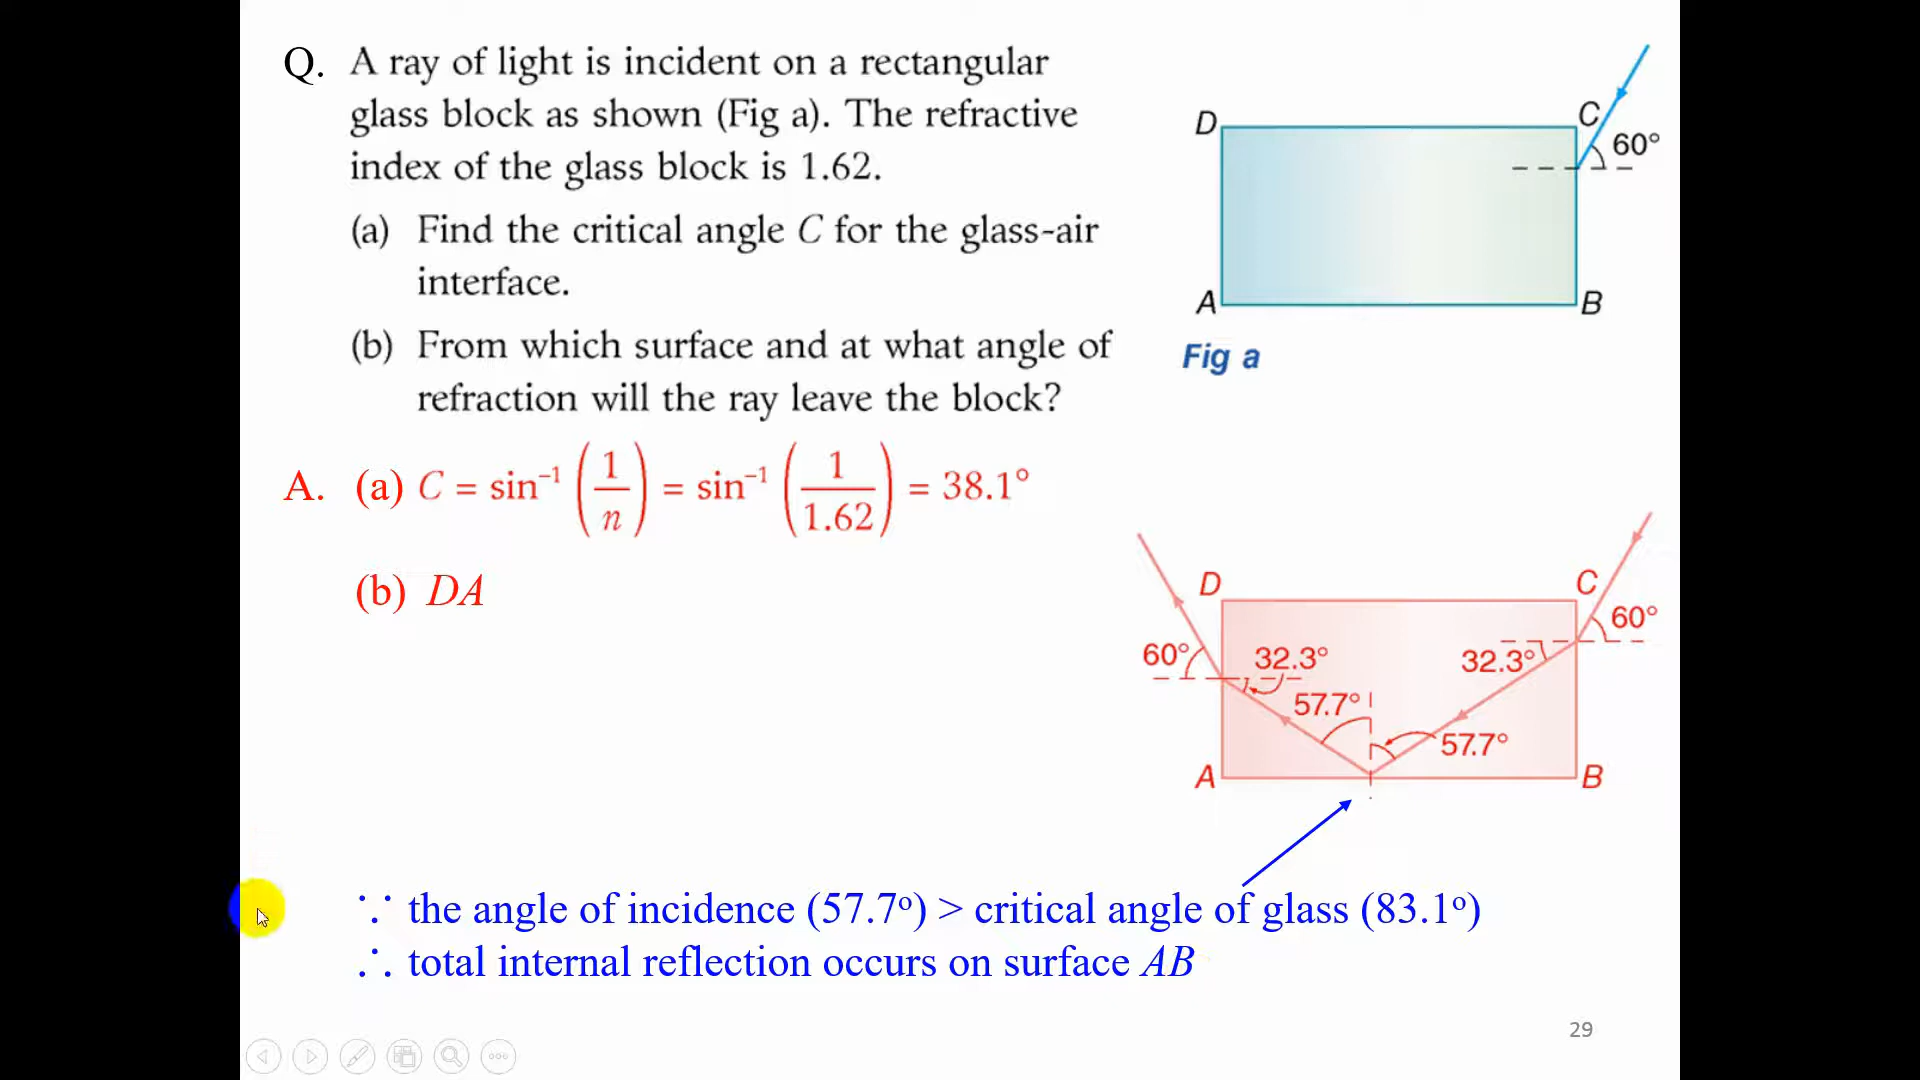 Q. A ray of light is incident on a rectangular
glass block as shown (Fig a). The refractive
index of the glass block is 1.62.
(a) Find the critical angle C for the glass-air
interface.
(b) From which surface and at what angle of
refraction will the ray leave the block?
D
C
60°
A
B
Fig a
A. (a) C = sin⁻¹ (1/n) = sin⁻¹ (1/1.62) = 38.1°
(b) DA
D
C
60°
60°
32.3°
32.3°
57.7°
57.7°
A
B
∵ the angle of incidence (57.7°) > critical angle of glass (83.1°)
∴ total internal reflection occurs on surface AB
29